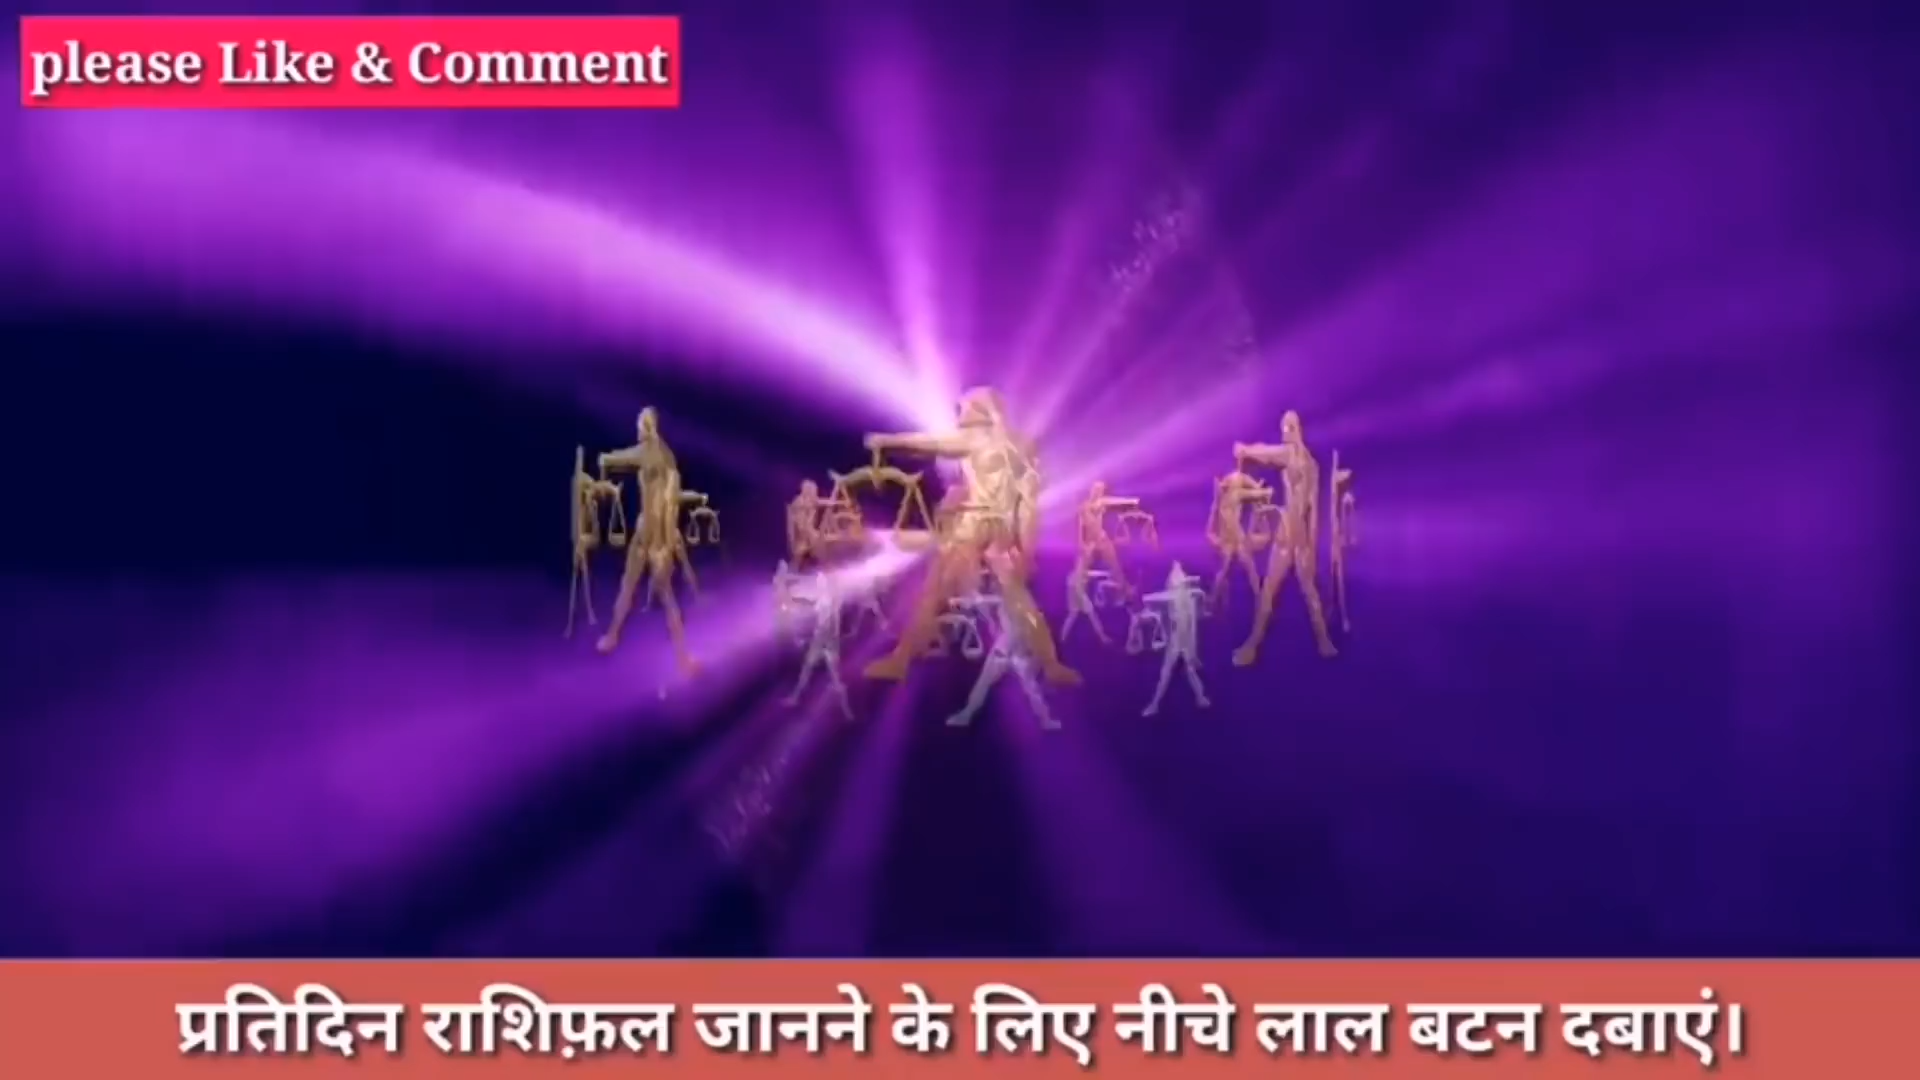 please Like & Comment
प्रतिदिन राशिफ़ल जानने के लिए नीचे लाल बटन दबाएं।